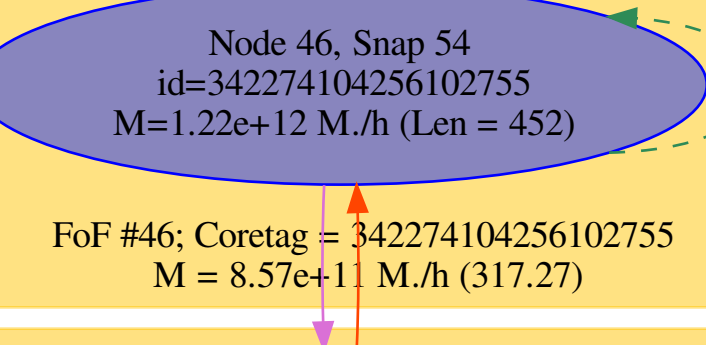 Node 46, Snap 54
id=342274104256102755
M=1.22e+12 M./h (Len = 452)
FoF #46; Coretag = 342274104256102755
M = 8.57e+11 M./h (317.27)